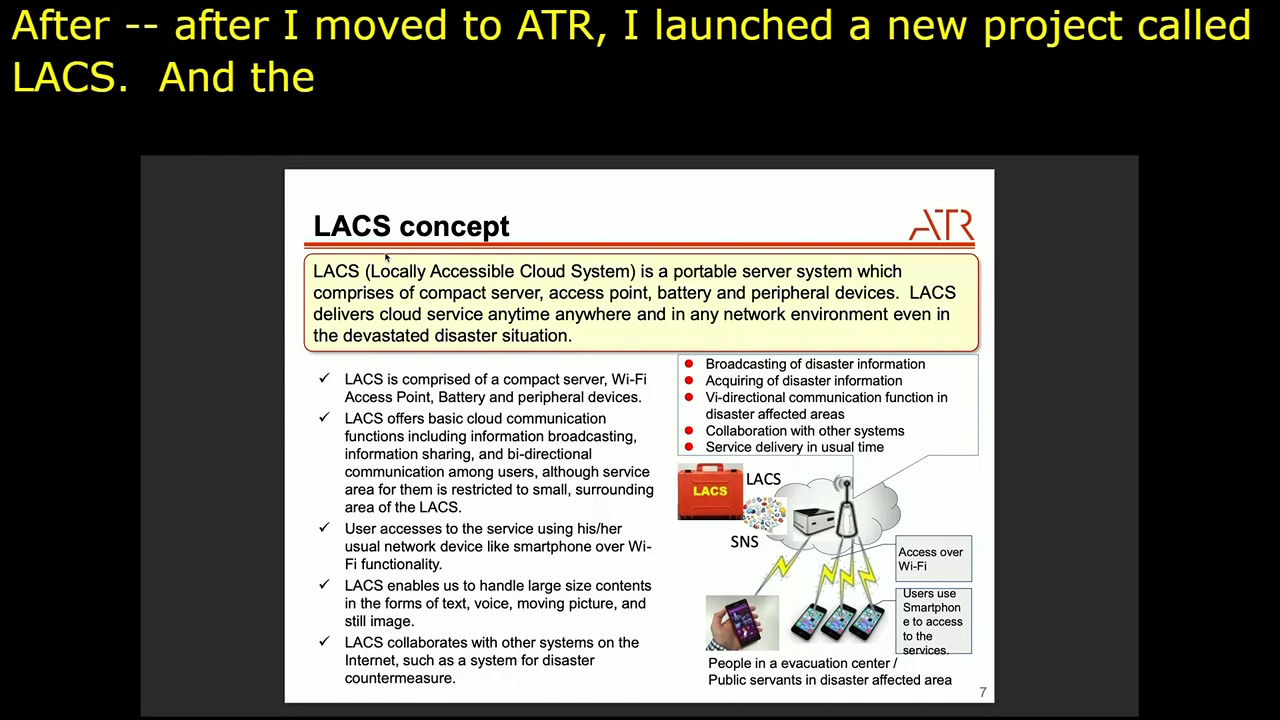 After -- after I moved to ATR, I launched a new project called
LACS.  And the
LACS concept
ATR
LACS (Locally Accessible Cloud System) is a portable server system which
comprises of compact server, access point, battery and peripheral devices.  LACS
delivers cloud service anytime anywhere and in any network environment even in
the devastated disaster situation.
✓ LACS is comprised of a compact server, Wi-Fi
Access Point, Battery and peripheral devices.
✓ LACS offers basic cloud communication
functions including information broadcasting,
information sharing, and bi-directional
communication among users, although service
area for them is restricted to small, surrounding
area of the LACS.
✓ User accesses to the service using his/her
usual network device like smartphone over Wi-
Fi functionality.
✓ LACS enables us to handle large size contents
in the forms of text, voice, moving picture, and
still image.
✓ LACS collaborates with other systems on the
Internet, such as a system for disaster
countermeasure.
● Broadcasting of disaster information
● Acquiring of disaster information
● Vi-directional communication function in
disaster affected areas
● Collaboration with other systems
● Service delivery in usual time
LACS
LACS
SNS
Access over
Wi-Fi
Users use
Smartphon
e to access
to the
services.
People in a evacuation center /
Public servants in disaster affected area
7